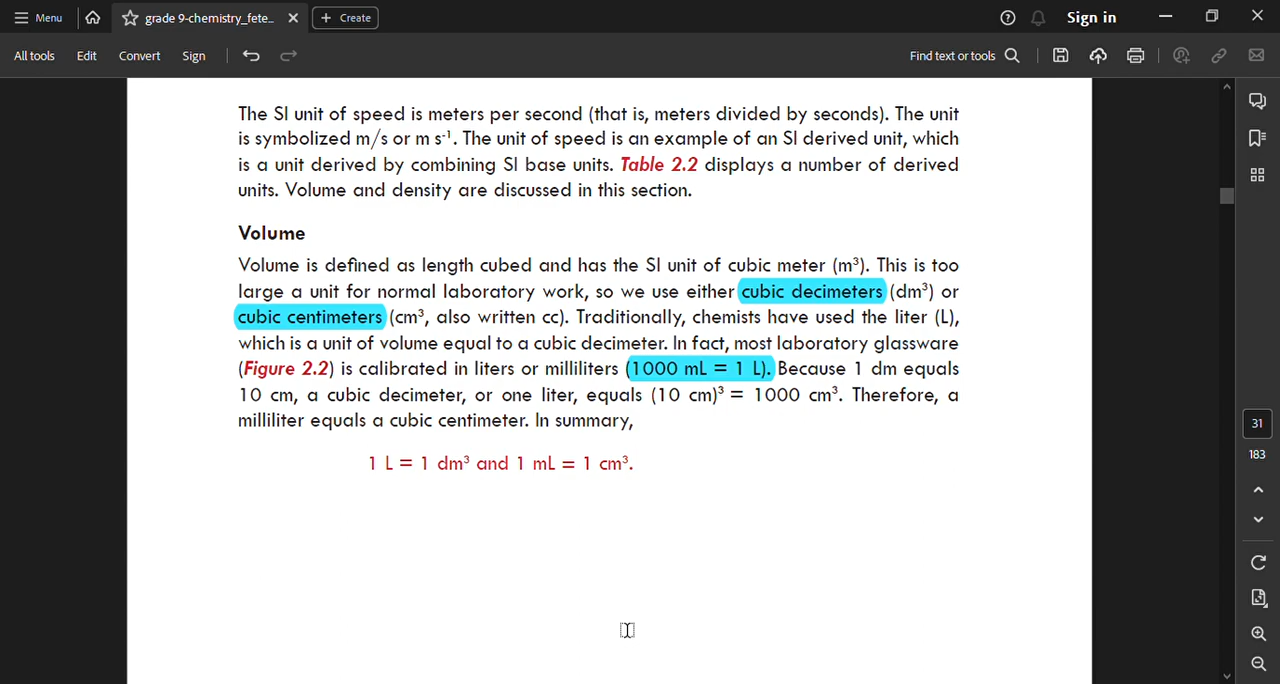 Menu
grade 9-chemistry_fete...
Create
Sign in
All tools Edit Convert Sign
Find text or tools
The SI unit of speed is meters per second (that is, meters divided by seconds). The unit
is symbolized m/s or m s⁻¹. The unit of speed is an example of an SI derived unit, which
is a unit derived by combining SI base units. Table 2.2 displays a number of derived
units. Volume and density are discussed in this section.
Volume
Volume is defined as length cubed and has the SI unit of cubic meter (m³). This is too
large a unit for normal laboratory work, so we use either cubic decimeters (dm³) or
cubic centimeters (cm³, also written cc). Traditionally, chemists have used the liter (L),
which is a unit of volume equal to a cubic decimeter. In fact, most laboratory glassware
(Figure 2.2) is calibrated in liters or milliliters (1000 mL = 1 L). Because 1 dm equals
10 cm, a cubic decimeter, or one liter, equals (10 cm)³ = 1000 cm³. Therefore, a
milliliter equals a cubic centimeter. In summary,
1 L = 1 dm³ and 1 mL = 1 cm³.
31
183